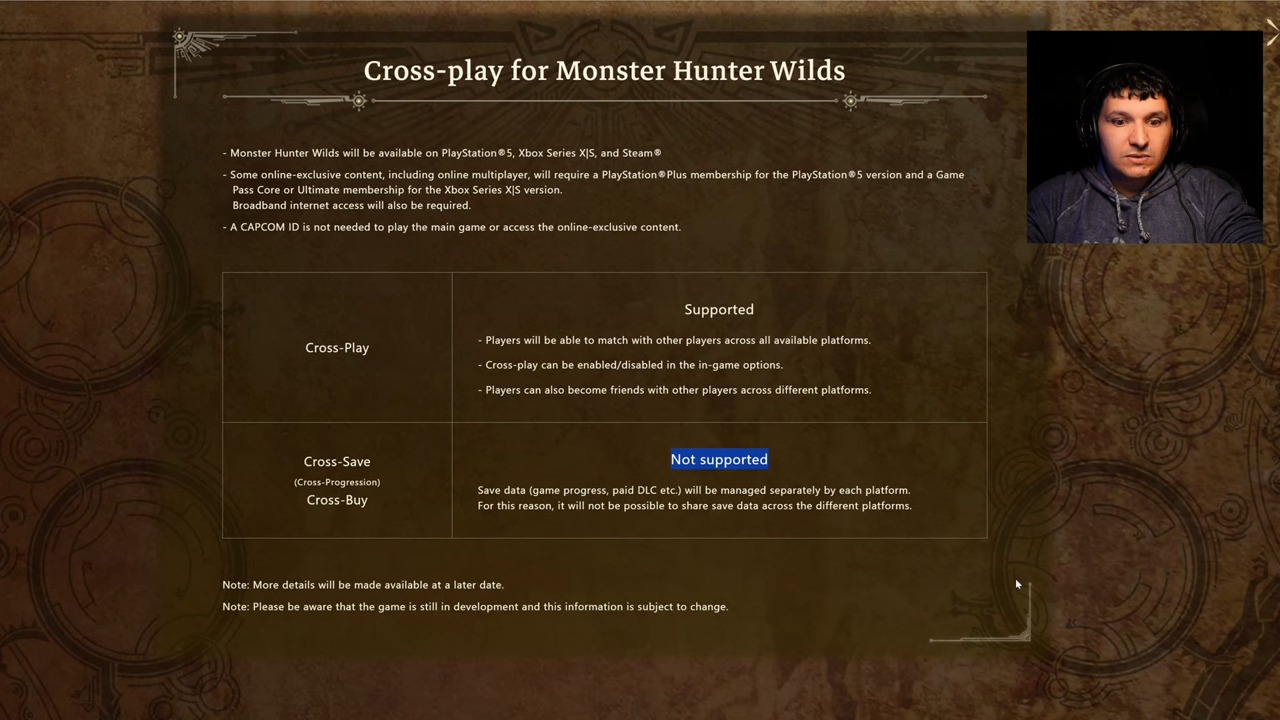 Cross-play for Monster Hunter Wilds
- Monster Hunter Wilds will be available on PlayStation®5, Xbox Series X|S, and Steam®
- Some online-exclusive content, including online multiplayer, will require a PlayStation®Plus membership for the PlayStation®5 version and a Game
Pass Core or Ultimate membership for the Xbox Series X|S version.
Broadband internet access will also be required.
- A CAPCOM ID is not needed to play the main game or access the online-exclusive content.
Cross-Play
Supported
- Players will be able to match with other players across all available platforms.
- Cross-play can be enabled/disabled in the in-game options.
- Players can also become friends with other players across different platforms.
Cross-Save
(Cross-Progression)
Cross-Buy
Not supported
Save data (game progress, paid DLC etc.) will be managed separately by each platform.
For this reason, it will not be possible to share save data across the different platforms.
Note: More details will be made available at a later date.
Note: Please be aware that the game is still in development and this information is subject to change.